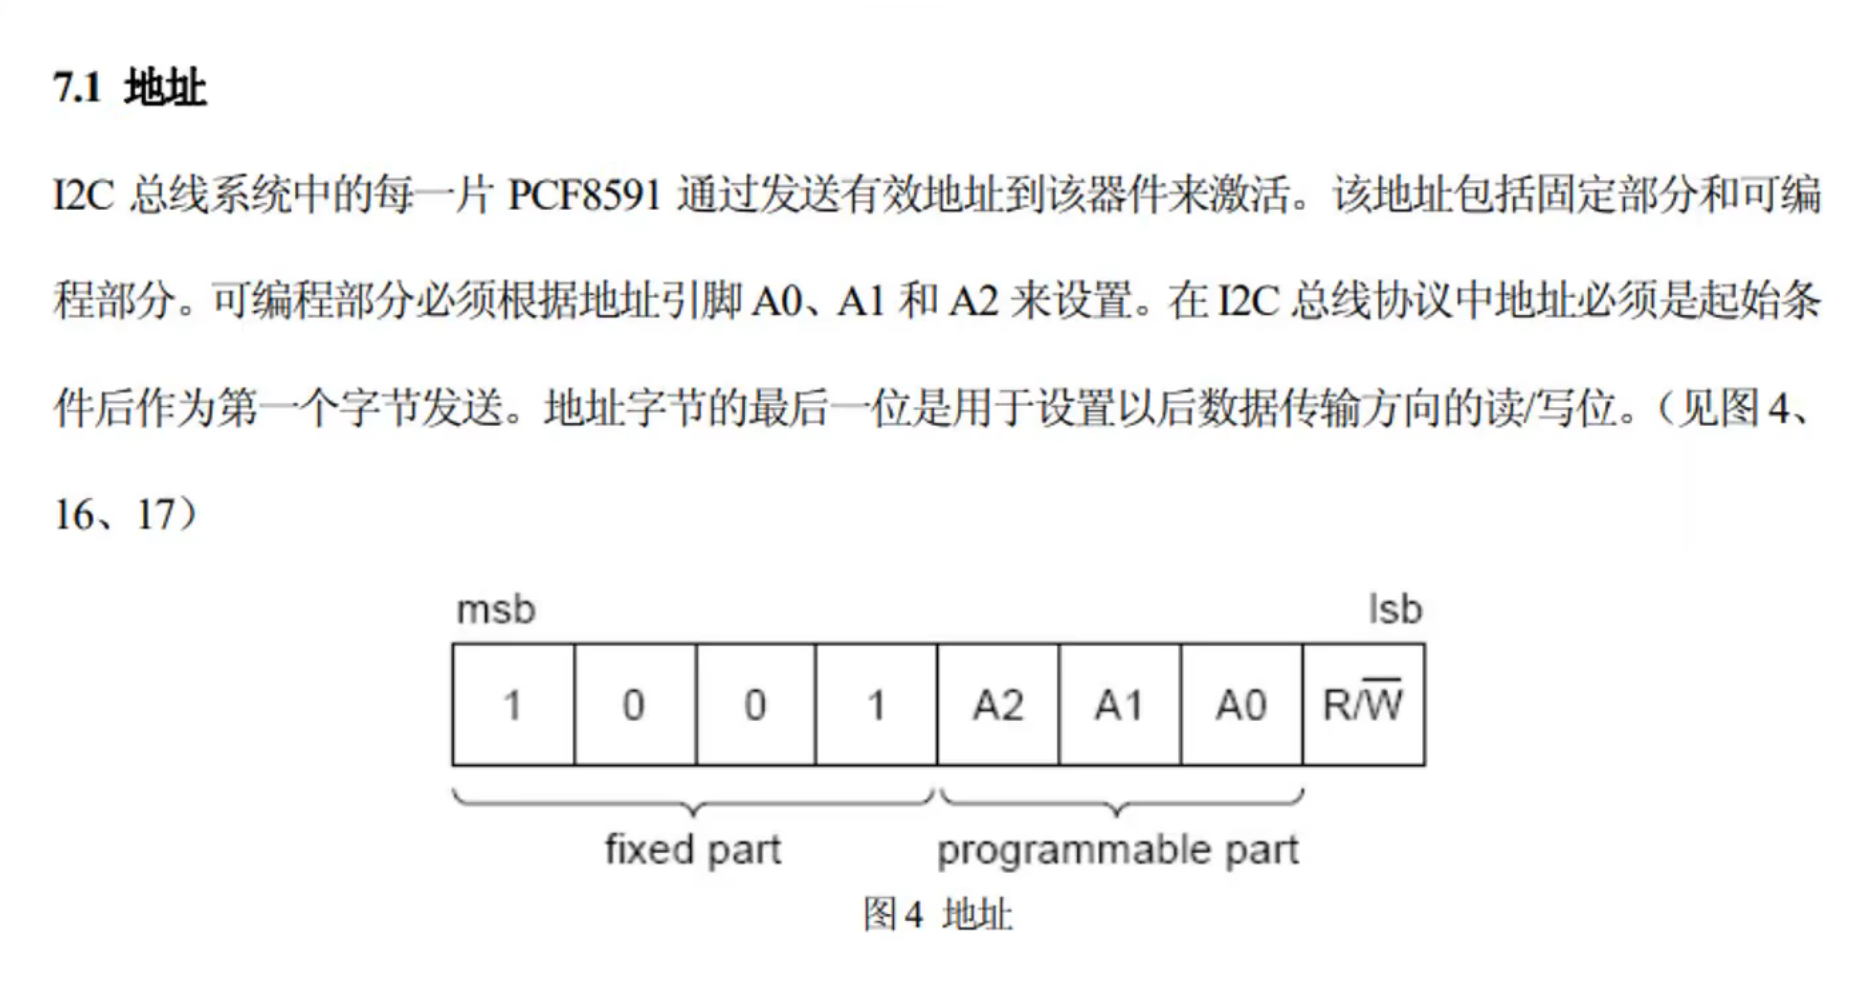 7.1 地址
I2C 总线系统中的每一片 PCF8591 通过发送有效地址到该器件来激活。该地址包括固定部分和可编
程部分。可编程部分必须根据地址引脚 A0、A1 和 A2 来设置。在 I2C 总线协议中地址必须是起始条
件后作为第一个字节发送。地址字节的最后一位是用于设置以后数据传输方向的读/写位。（见图 4、
16、17）
msb lsb
1 0 0 1 A2 A1 A0 R/W̅
fixed part programmable part
图 4 地址